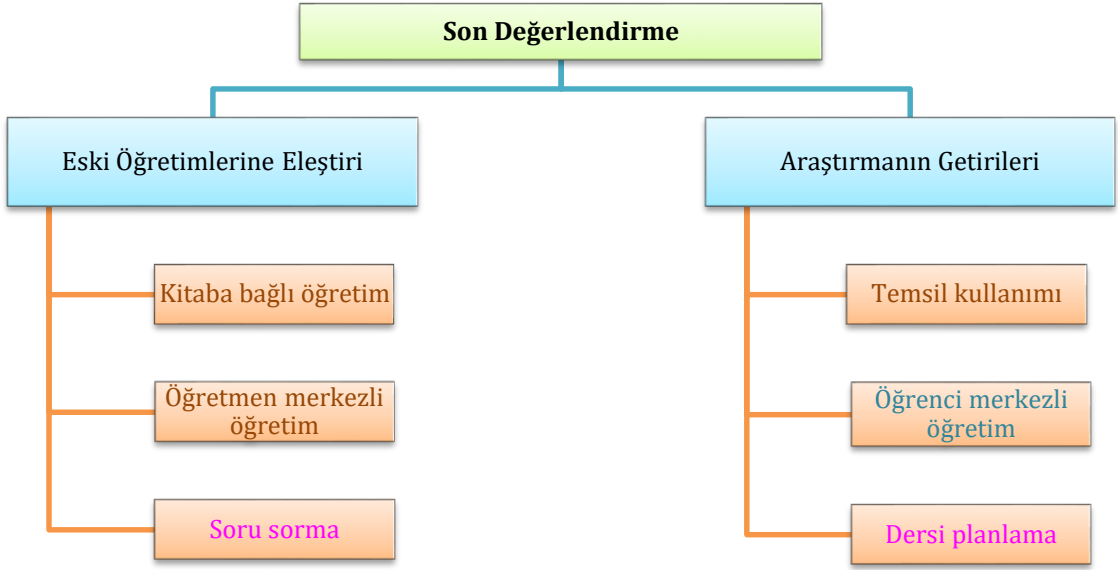 Son Değerlendirme
Eski Öğretimlerine Eleştiri
Kitaba bağlı öğretim
Öğretmen merkezli
öğretim
Soru sorma
Araştırmanın Getirileri
Temsil kullanımı
Öğrenci merkezli
öğretim
Dersi planlama